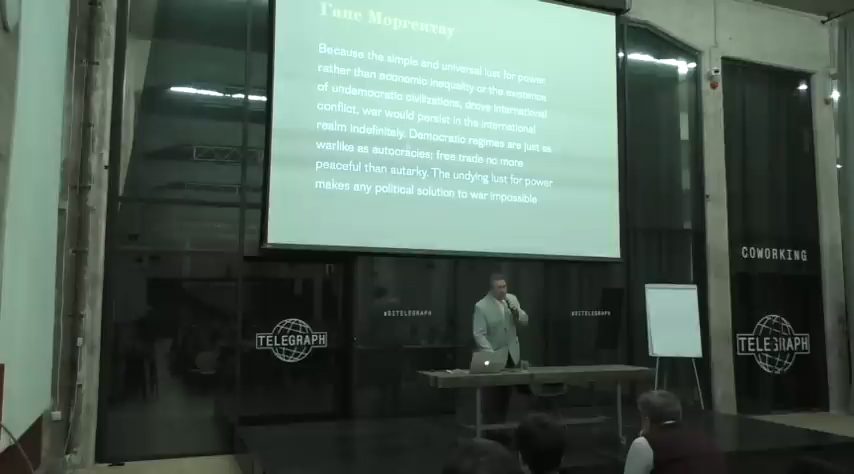 Ганс Моргентау
Because the simple and universal lust for power
rather than economic inequality or the existence
of undemocratic civilizations, drove international
conflict, war would persist in the international
realm indefinitely. Democratic regimes are just as
warlike as autocracies; free trade no more
peaceful than autarky. The undying lust for power
makes any political solution to war impossible
COWORKING
#DITELEGRAPH
#DITELEGRAPH
TELEGRAPH
TELEGRAPH